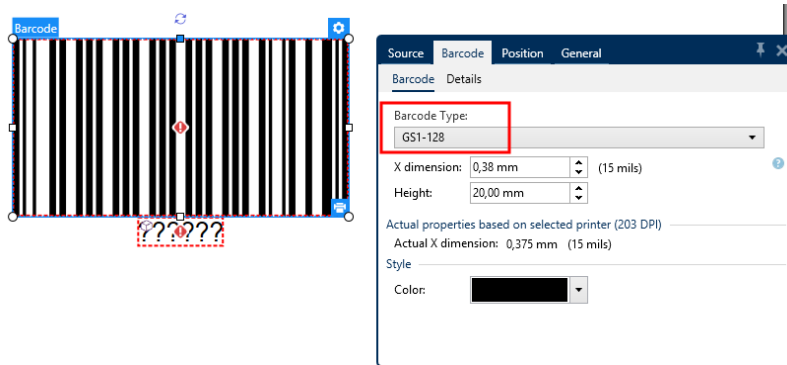 Barcode
??????
Source Barcode Position General
Barcode Details
Barcode Type:
GS1-128
X dimension: 0,38 mm (15 mils)
Height: 20,00 mm
Actual properties based on selected printer (203 DPI)
Actual X dimension: 0,375 mm (15 mils)
Style
Color: